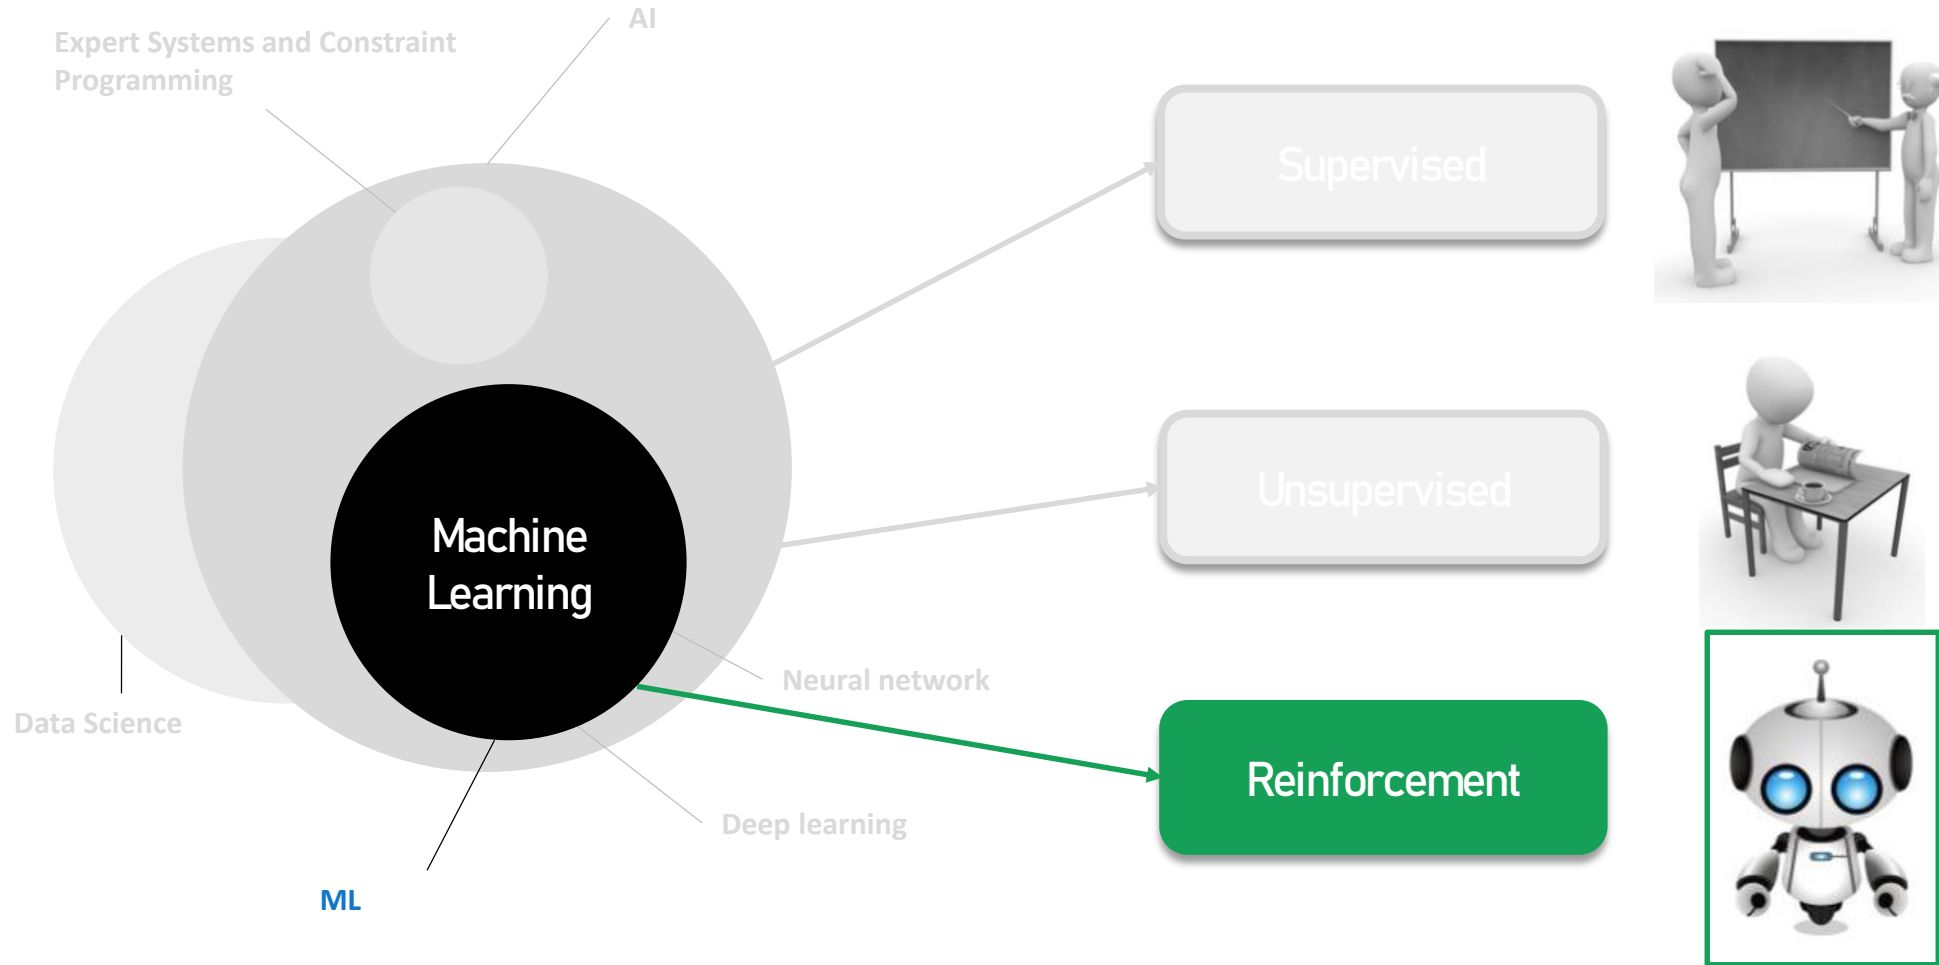 AI
Expert Systems and Constraint
Programming
Supervised
Unsupervised
Machine
Learning
Neural network
Data Science
Reinforcement
Deep learning
ML